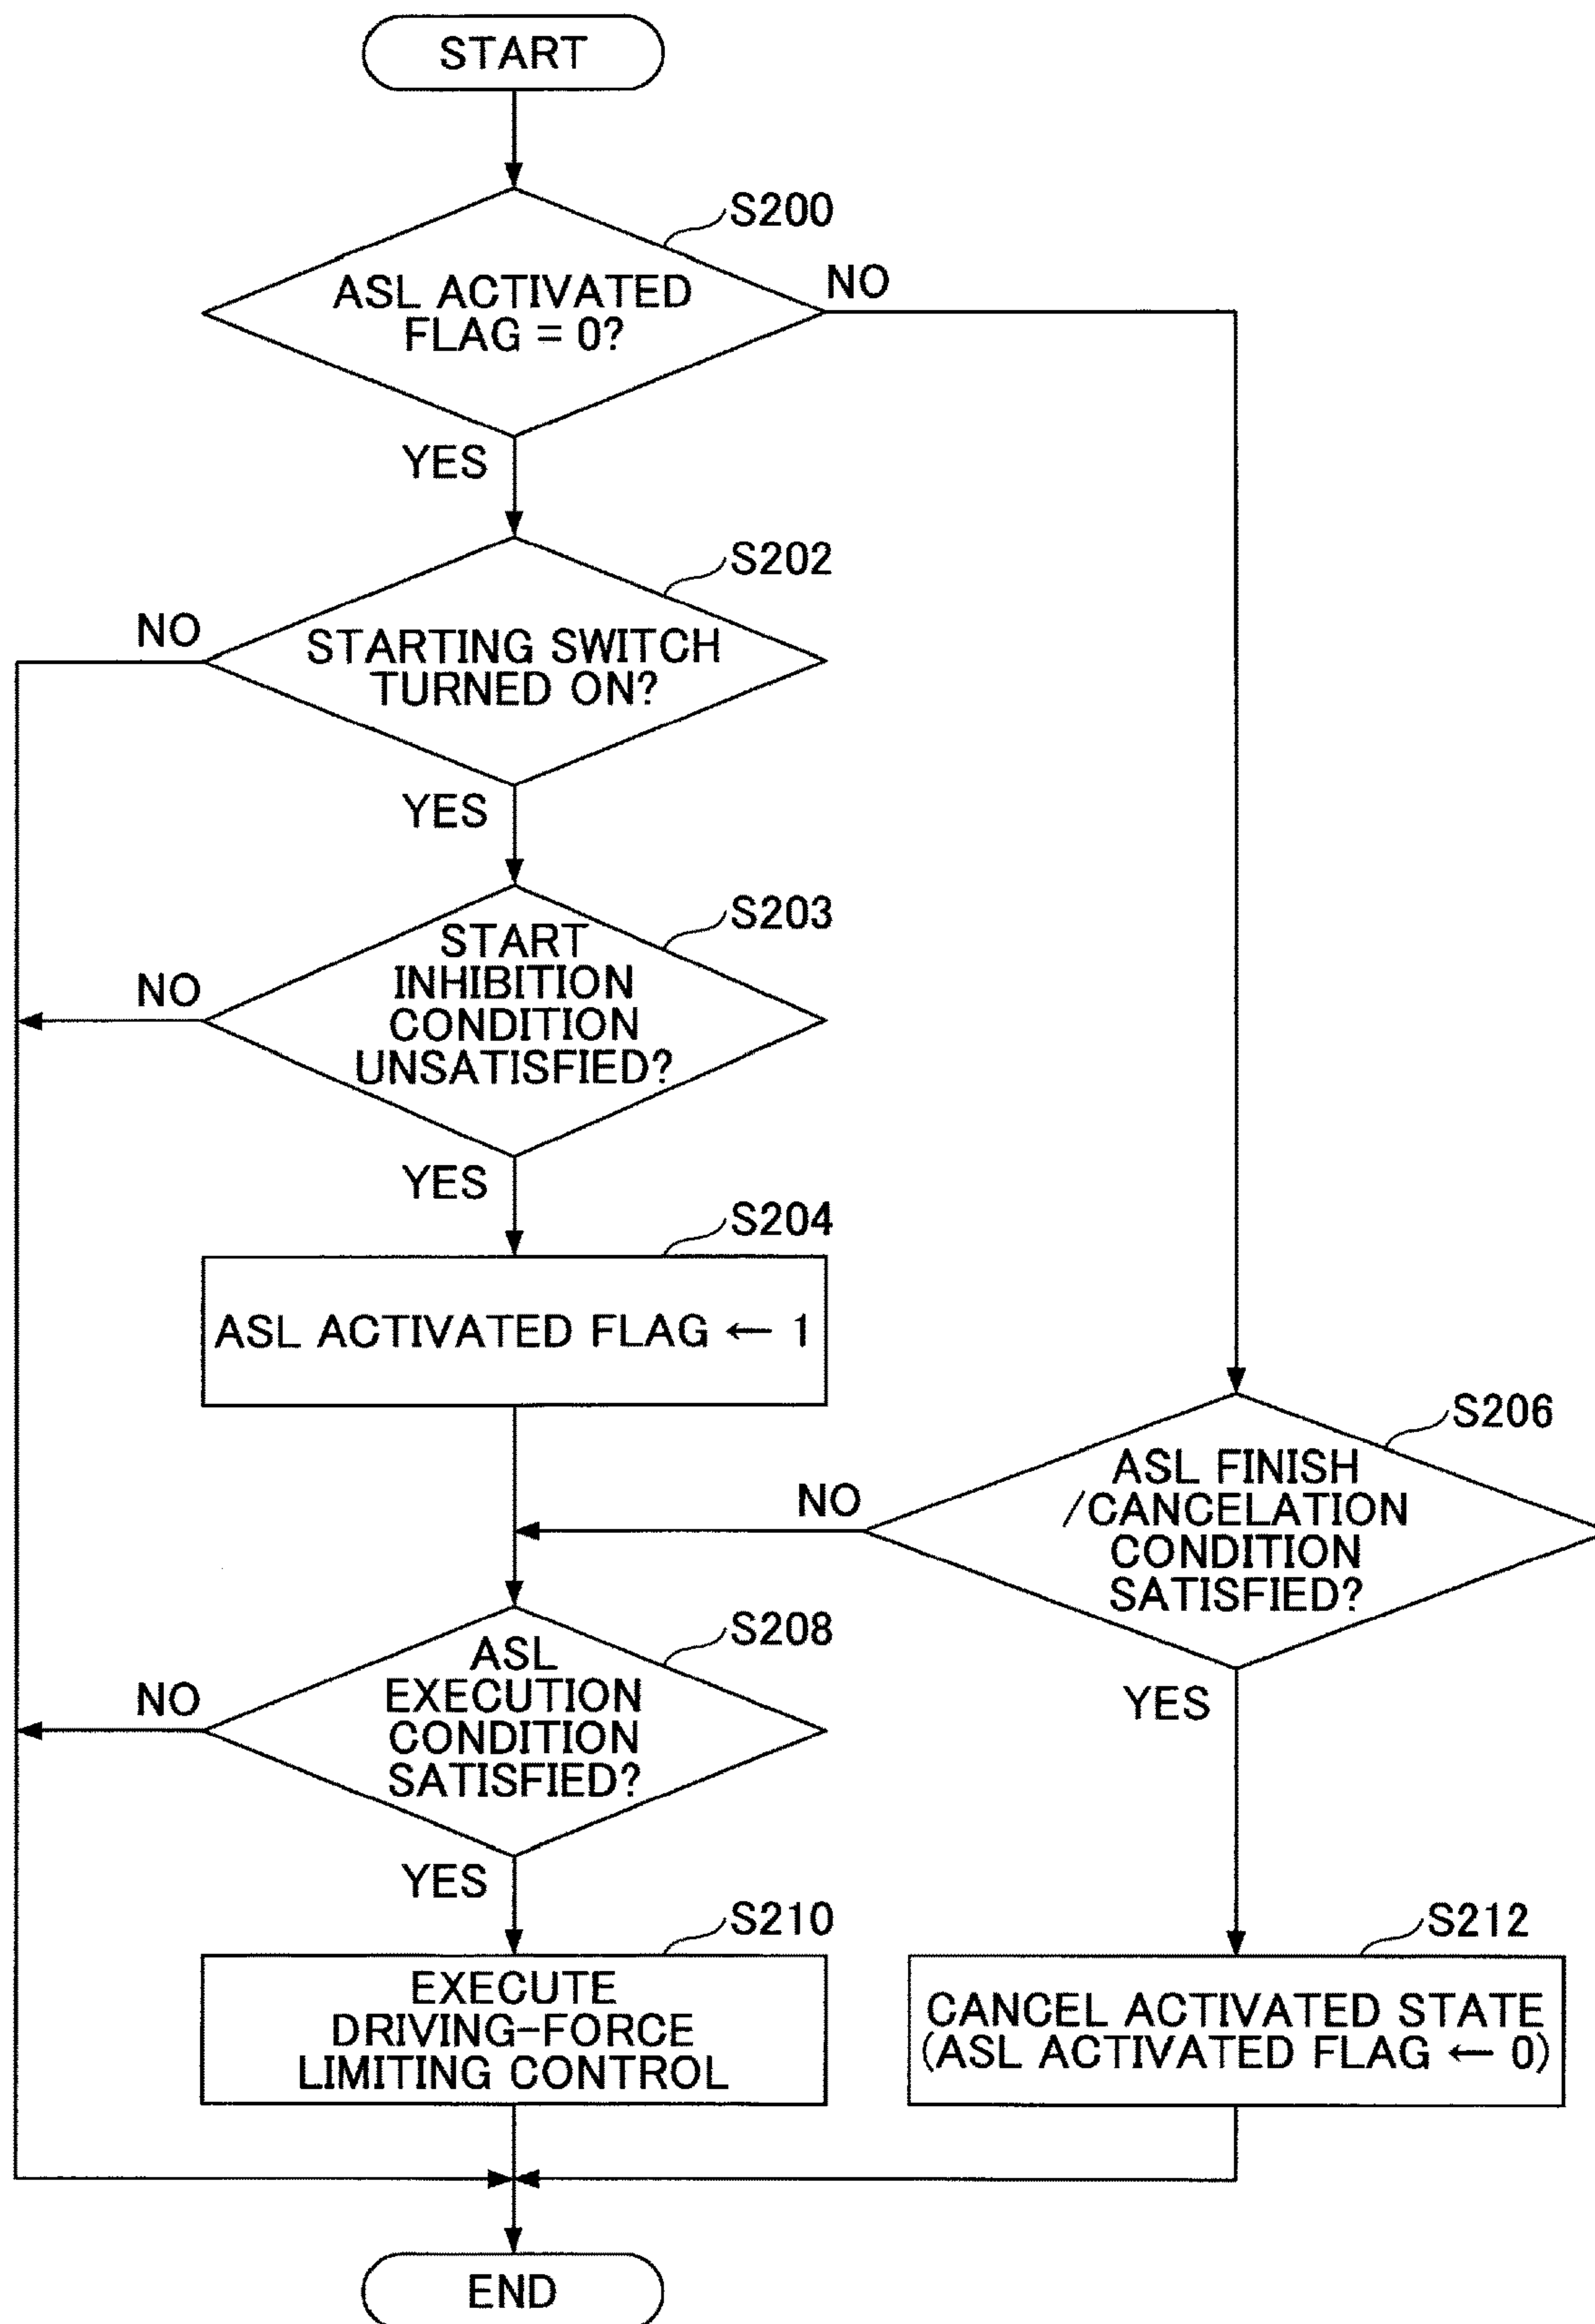 START
S200
ASL ACTIVATED
FLAG = 0?
NO
YES
S202
NO
STARTING SWITCH
TURNED ON?
YES
S203
START
INHIBITION
CONDITION
UNSATISFIED?
NO
YES
S204
ASL ACTIVATED FLAG ← 1
S206
ASL FINISH
/CANCELATION
CONDITION
SATISFIED?
NO
YES
S208
ASL
EXECUTION
CONDITION
SATISFIED?
NO
YES
S210
EXECUTE
DRIVING-FORCE
LIMITING CONTROL
S212
CANCEL ACTIVATED STATE
(ASL ACTIVATED FLAG ← 0)
END